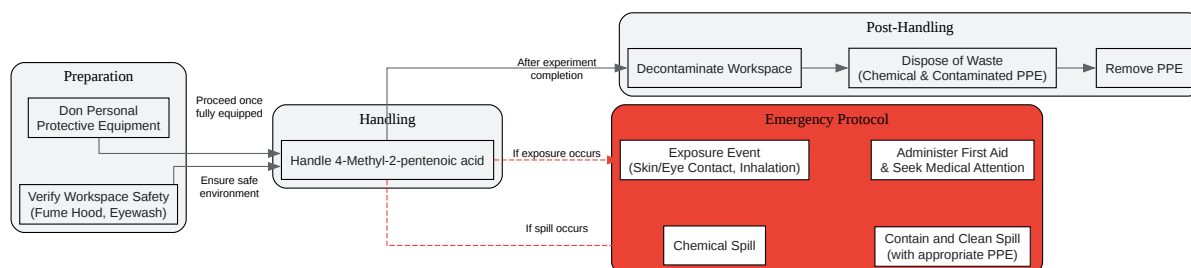 Preparation
Don Personal
Protective Equipment
Verify Workspace Safety
(Fume Hood, Eyewash)
Proceed once
fully equipped
Ensure safe
environment
Handling
Handle 4-Methyl-2-pentenoic acid
After experiment
completion
If exposure occurs
If spill occurs
Post-Handling
Decontaminate Workspace
Dispose of Waste
(Chemical & Contaminated PPE)
Remove PPE
Emergency Protocol
Exposure Event
(Skin/Eye Contact, Inhalation)
Administer First Aid
& Seek Medical Attention
Chemical Spill
Contain and Clean Spill
(with appropriate PPE)